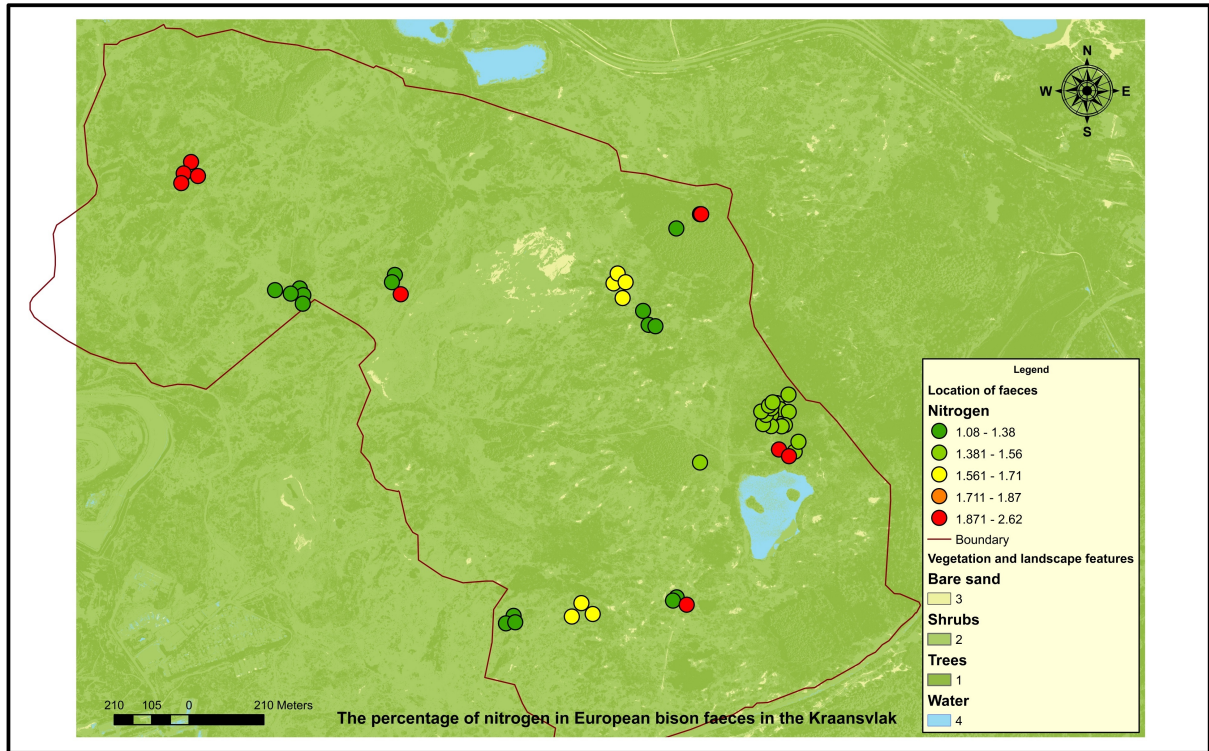 N
W E
S
Legend
Location of faeces
Nitrogen
1.08 - 1.38
1.381 - 1.56
1.561 - 1.71
1.711 - 1.87
1.871 - 2.62
Boundary
Vegetation and landscape features
Bare sand
3
Shrubs
2
Trees
1
Water
4
210 105 0 210 Meters
The percentage of nitrogen in European bison faeces in the Kraansvlak